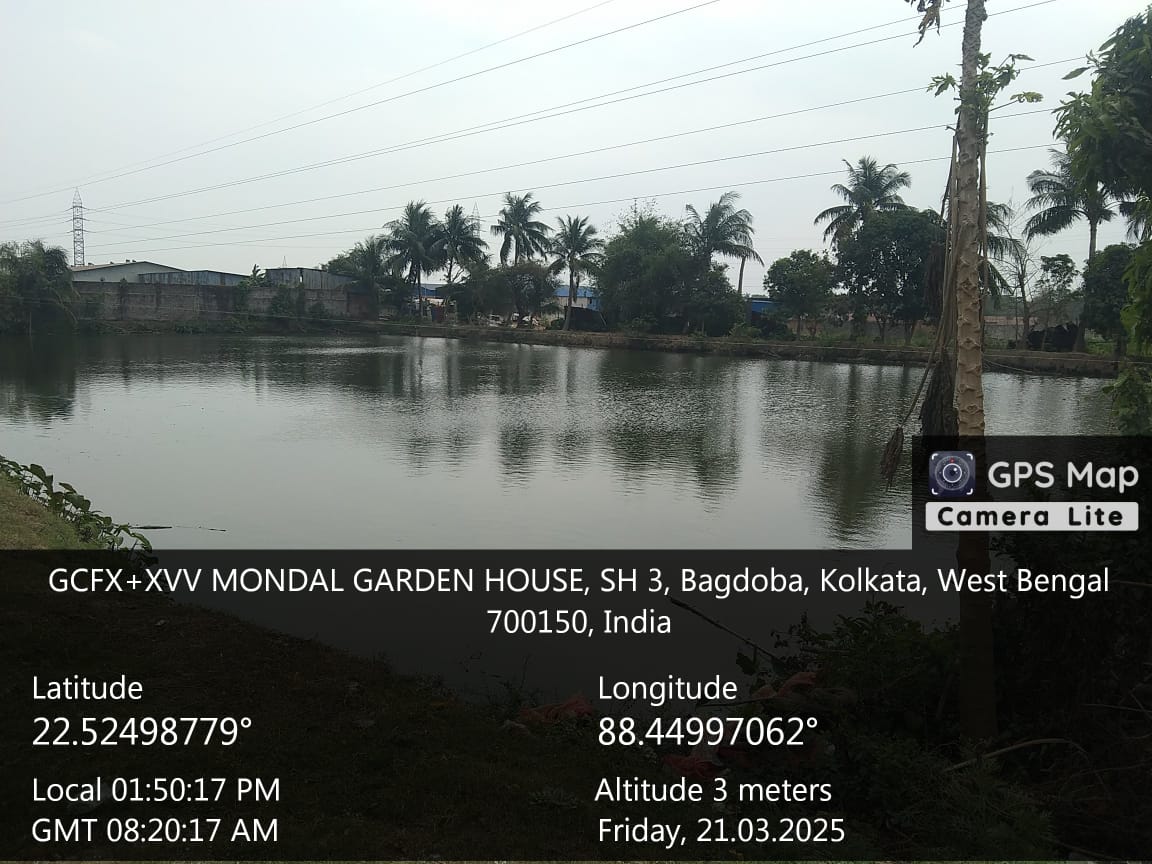 GPS Map
Camera Lite
GCFX+XVV MONDAL GARDEN HOUSE, SH 3, Bagdoba, Kolkata, West Bengal
700150, India
Latitude
22.52498779°
Longitude
88.44997062°
Local 01:50:17 PM
GMT 08:20:17 AM
Altitude 3 meters
Friday, 21.03.2025